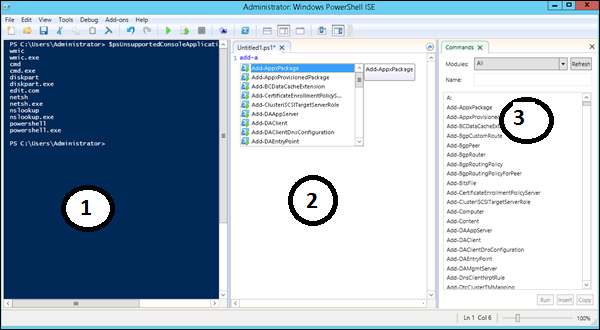 Administrator: Windows PowerShell ISE
File Edit View Tools Debug Add-ons Help
PS C:\Users\Administrator> $psUnsupportedConsoleApplicatio
wmic
wmic.exe
cmd
cmd.exe
diskpart
diskpart.exe
edit.com
netsh
netsh.exe
nslookup
nslookup.exe
powershell
powershell.exe
PS C:\Users\Administrator>
1
Untitled1.ps1*
1 add-a
Add-AppxPackage
Add-AppxProvisionedPackage
Add-BCDataCacheExtension
Add-CertificateEnrollmentPolicyS...
Add-ClusteriSCSITargetServerRole
Add-DAAppServer
Add-DAClient
Add-DAClientDnsConfiguration
Add-DAEntryPoint
Add-AppxPackage
2
Commands
Modules: All Refresh
Name:
A:
Add-AppxPackage
Add-AppxProvisioned
Add-BCDataCacheEx
Add-BgpCustomRoute
Add-BgpPeer
Add-BgpRouter
Add-BgpRoutingPolicy
Add-BgpRoutingPolicyForPeer
Add-BitsFile
Add-CertificateEnrollmentPolicyServer
Add-ClusteriSCSITargetServerRole
Add-Computer
Add-Content
Add-DAAppServer
Add-DAClient
Add-DAClientDnsConfiguration
Add-DAEntryPoint
Add-DAMgmtServer
Add-DnsClientNrptRule
Add-DtcClusterTMMapping
3
Run Insert Copy
Ln 1 Col 6 100%